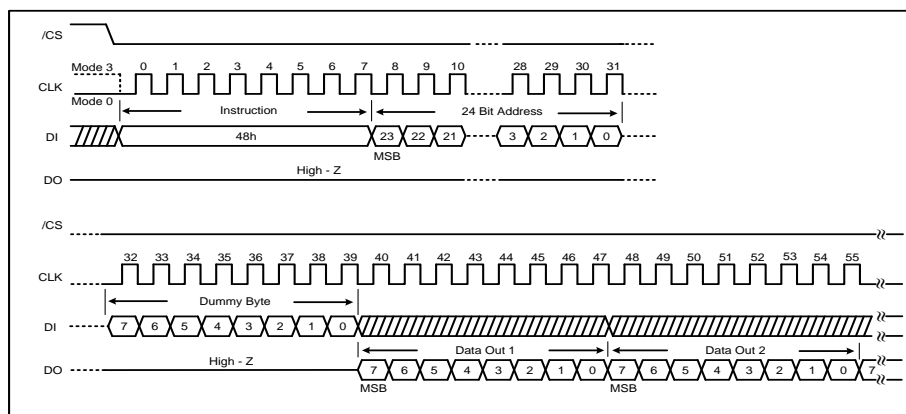 /CS
Mode 3 0 1 2 3 4 5 6 7 8 9 10 28 29 30 31
CLK
Mode 0
Instruction 24 Bit Address
DI 48h 23 22 21 3 2 1 0
MSB
High - Z
DO
/CS
32 33 34 35 36 37 38 39 40 41 42 43 44 45 46 47 48 49 50 51 52 53 54 55
CLK
Dummy Byte
DI 7 6 5 4 3 2 1 0
High - Z Data Out 1 Data Out 2
DO 7 6 5 4 3 2 1 0 7 6 5 4 3 2 1 0 7
MSB MSB